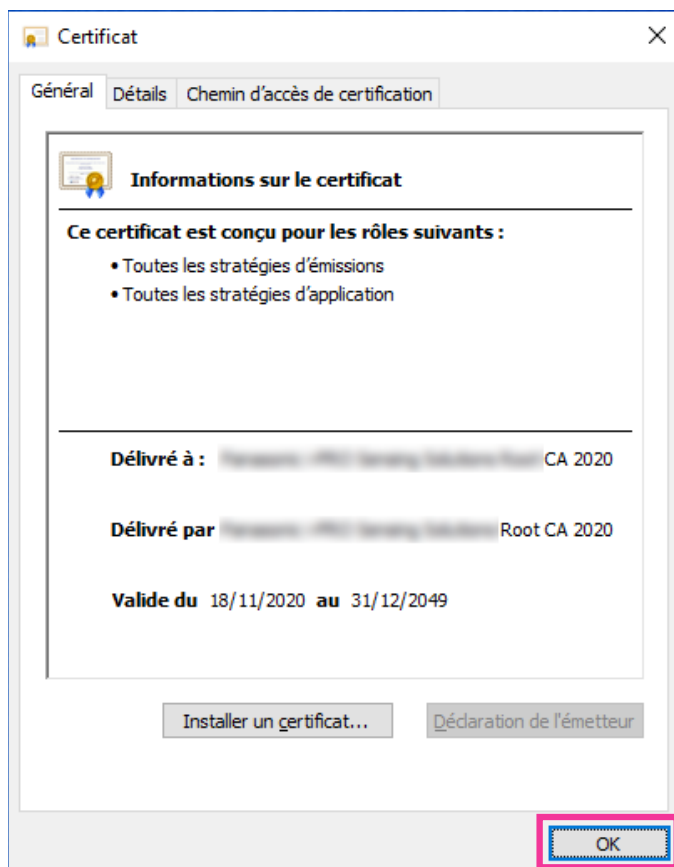 Certificat
Général Détails Chemin d'accès de certification
Informations sur le certificat
Ce certificat est conçu pour les rôles suivants :
• Toutes les stratégies d'émissions
• Toutes les stratégies d'application
Délivré à : CA 2020
Délivré par Root CA 2020
Valide du 18/11/2020 au 31/12/2049
Installer un certificat... Déclaration de l'émetteur
OK